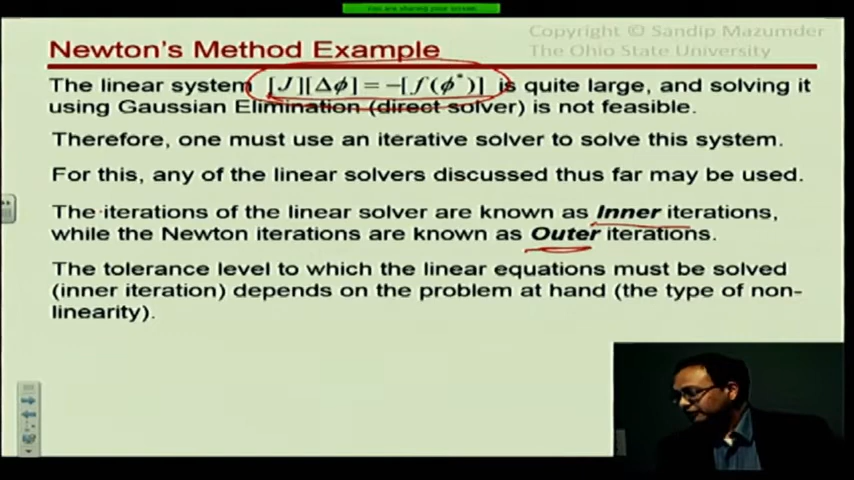 You are sharing your screen
Copyright © Sandip Mazumder
The Ohio State University
Newton's Method Example
The linear system [J][Δϕ] = −[f(ϕ*)] is quite large, and solving it
using Gaussian Elimination (direct solver) is not feasible.
Therefore, one must use an iterative solver to solve this system.
For this, any of the linear solvers discussed thus far may be used.
The iterations of the linear solver are known as Inner iterations,
while the Newton iterations are known as Outer iterations.
The tolerance level to which the linear equations must be solved
(inner iteration) depends on the problem at hand (the type of non-
linearity).